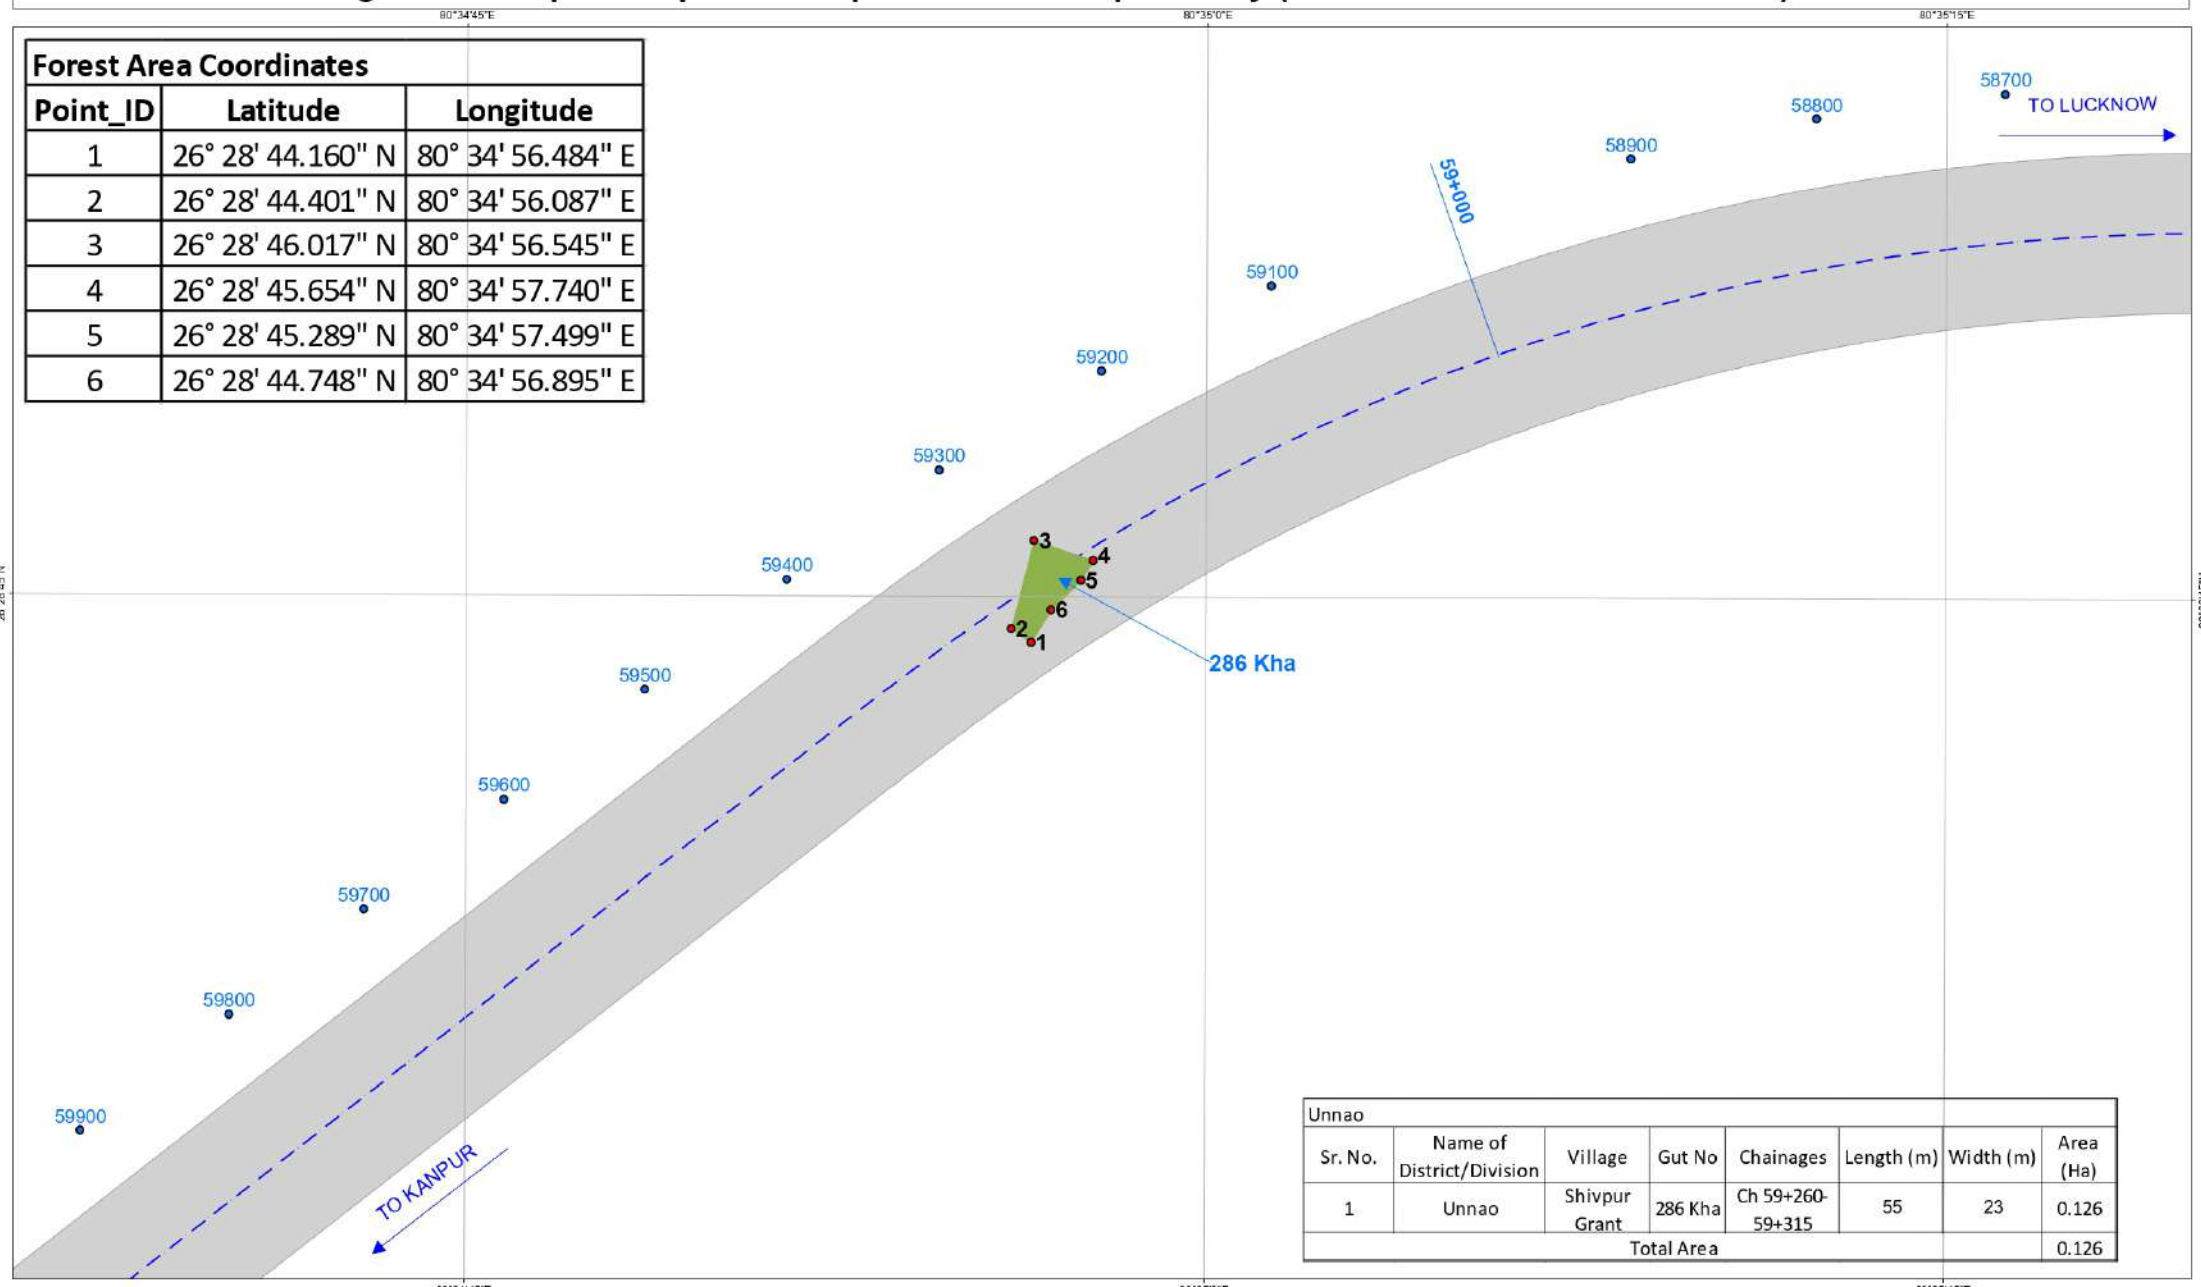 80°34'45"E 80°35'0"E 80°35'15"E
Forest Area Coordinates
Point_ID Latitude Longitude
1 26° 28' 44.160" N 80° 34' 56.484" E
2 26° 28' 44.401" N 80° 34' 56.087" E
3 26° 28' 46.017" N 80° 34' 56.545" E
4 26° 28' 45.654" N 80° 34' 57.740" E
5 26° 28' 45.289" N 80° 34' 57.499" E
6 26° 28' 44.748" N 80° 34' 56.895" E
58700
TO LUCKNOW
58800
58900
59+000
59100
59200
59300
59400
3
4
5
6
2
1
286 Kha
59500
59600
59700
59800
59900
TO KANPUR
Unnao
Sr. No. Name of District/Division Village Gut No Chainages Length (m) Width (m) Area (Ha)
1 Unnao Shivpur Grant 286 Kha Ch 59+260-59+315 55 23 0.126
Total Area 0.126